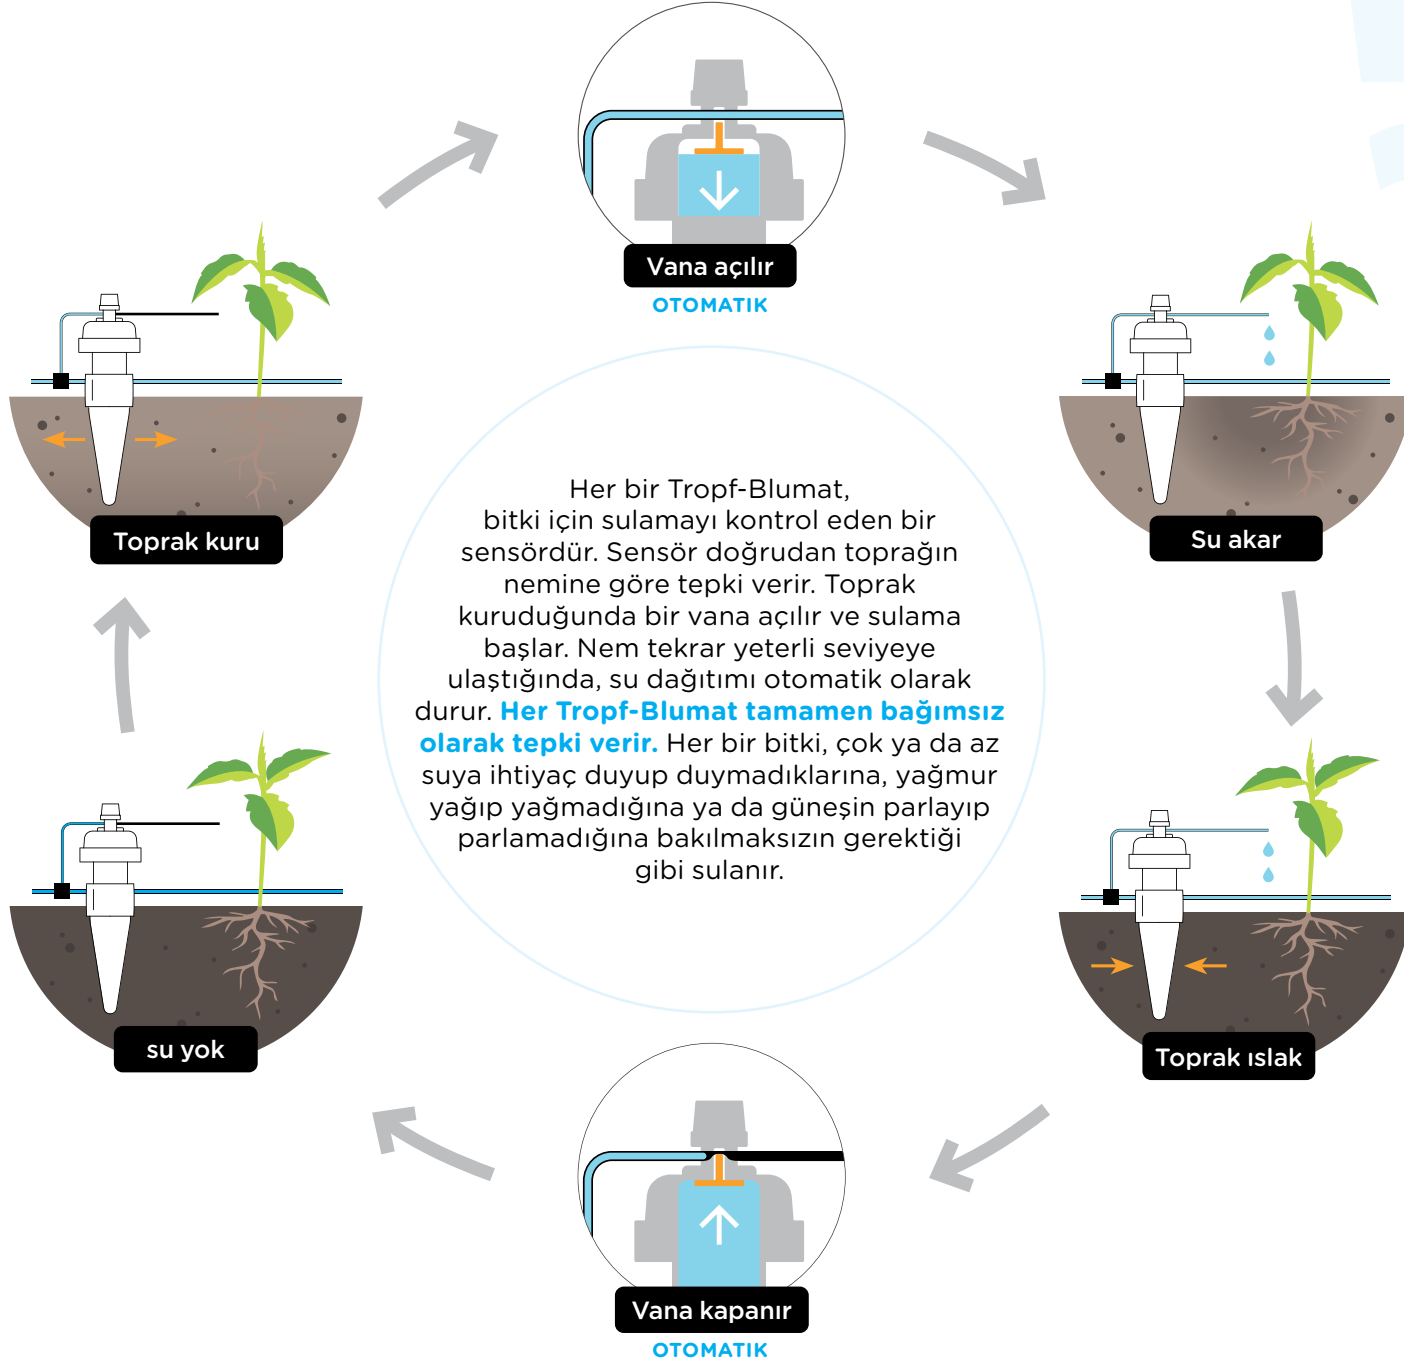 Vana açılır
OTOMATIK
Toprak kuru
Su akar
Her bir Tropf-Blumat,
bitki için sulamayı kontrol eden bir
sensördür. Sensör doğrudan toprağın
nemine göre tepki verir. Toprak
kuruduğunda bir vana açılır ve sulama
başlar. Nem tekrar yeterli seviyeye
ulaştığında, su dağıtımı otomatik olarak
durur. Her Tropf-Blumat tamamen bağımsız
olarak tepki verir. Her bir bitki, çok ya da az
suya ihtiyaç duyup duymadıklarına, yağmur
yağıp yağmadığına ya da güneşin parlayıp
parlamadığına bakılmaksızın gerektiği
gibi sulanır.
su yok
Toprak ıslak
Vana kapanır
OTOMATIK